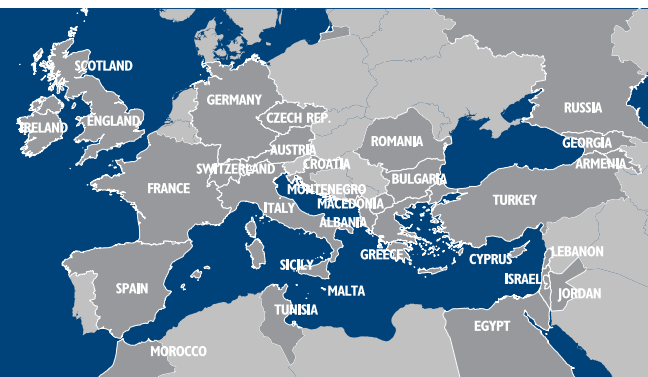 SCOTLAND
IRELAND
ENGLAND
GERMANY
CZECH REP.
RUSSIA
AUSTRIA
ROMANIA
GEORGIA
SWITZERLAND
CROATIA
ARMENIA
FRANCE
MONTENEGRO
BULGARIA
MACEDONIA
TURKEY
ITALY
ALBANIA
GREECE
CYPRUS
LEBANON
SICILY
ISRAEL
SPAIN
MALTA
JORDAN
TUNISIA
EGYPT
MOROCCO